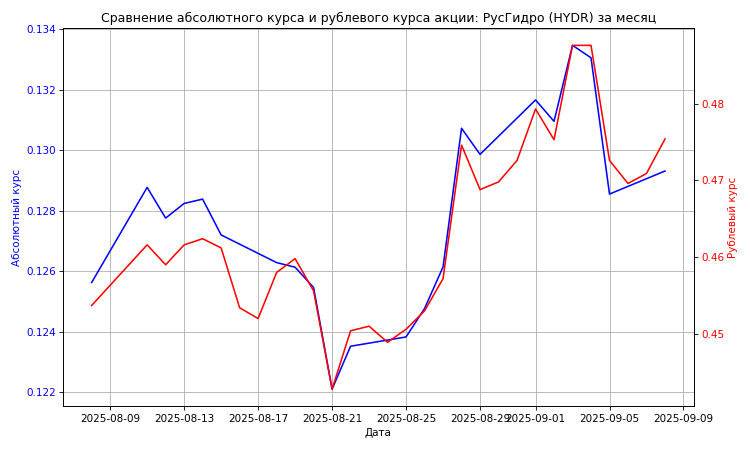 Сравнение абсолютного курса и рублевого курса акции: РусГидро (HYDR) за месяц
0.134
0.132
0.130
0.128
0.126
0.124
0.122
Абсолютный курс
0.48
0.47
0.46
0.45
Рублевый курс
2025-08-09 2025-08-13 2025-08-17 2025-08-21 2025-08-25 2025-08-29 2025-09-01 2025-09-05 2025-09-09
Дата